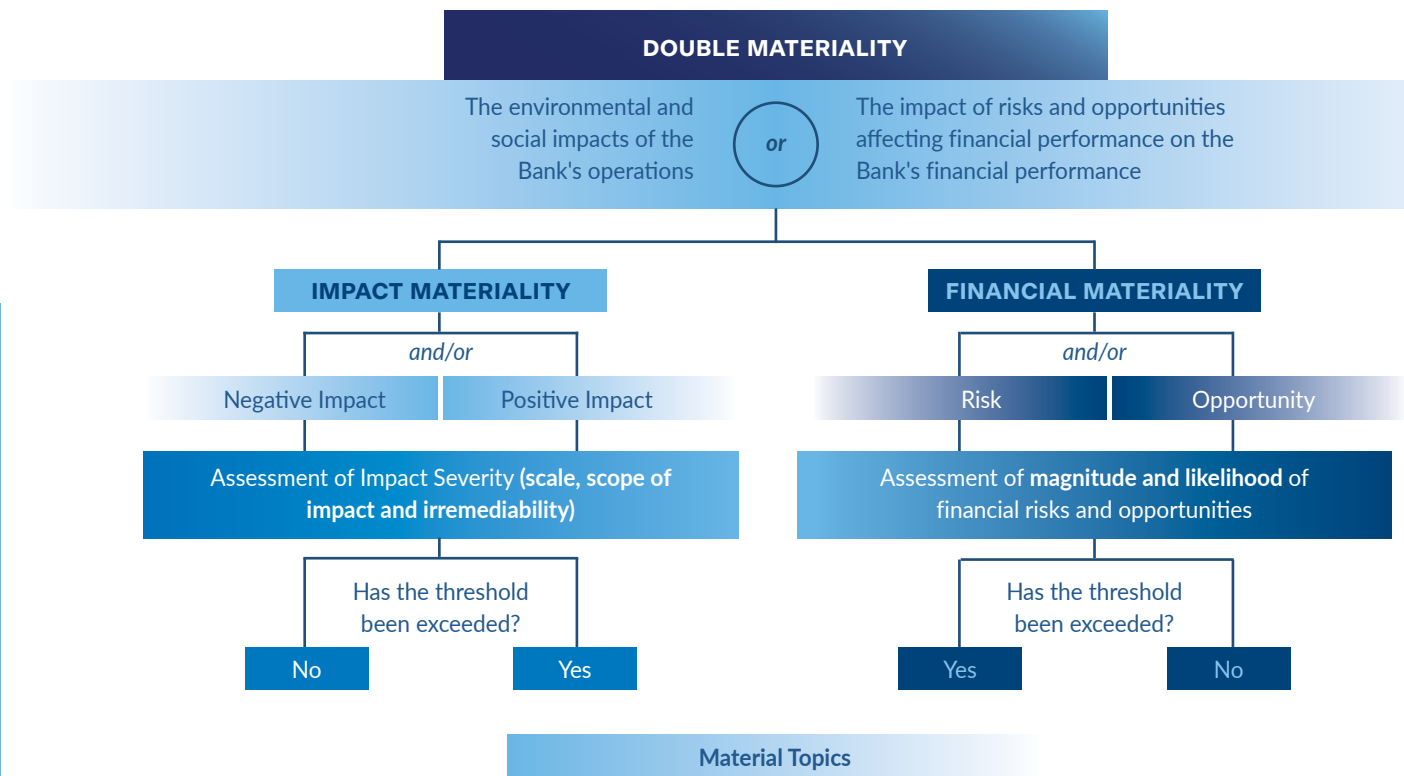 DOUBLE MATERIALITY
The environmental and
social impacts of the
Bank's operations
or
The impact of risks and opportunities
affecting financial performance on the
Bank's financial performance
IMPACT MATERIALITY
and/or
Negative Impact
Positive Impact
Assessment of Impact Severity (scale, scope of
impact and irremediability)
Has the threshold
been exceeded?
No
Yes
FINANCIAL MATERIALITY
and/or
Risk
Opportunity
Assessment of magnitude and likelihood of
financial risks and opportunities
Has the threshold
been exceeded?
Yes
No
Material Topics